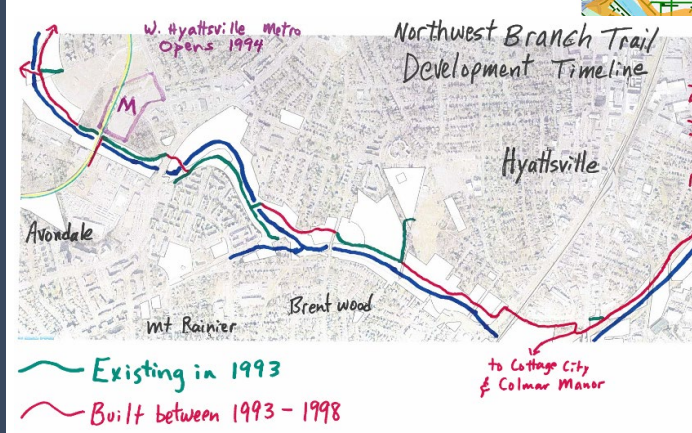 W. Hyattsville Metro
Opens 1994
Northwest Branch Trail
Development Timeline
M
Hyattsville
Avondale
Brentwood
Mt Rainier
to Cottage City
& Colmar Manor
Existing in 1993
Built between 1993 - 1998